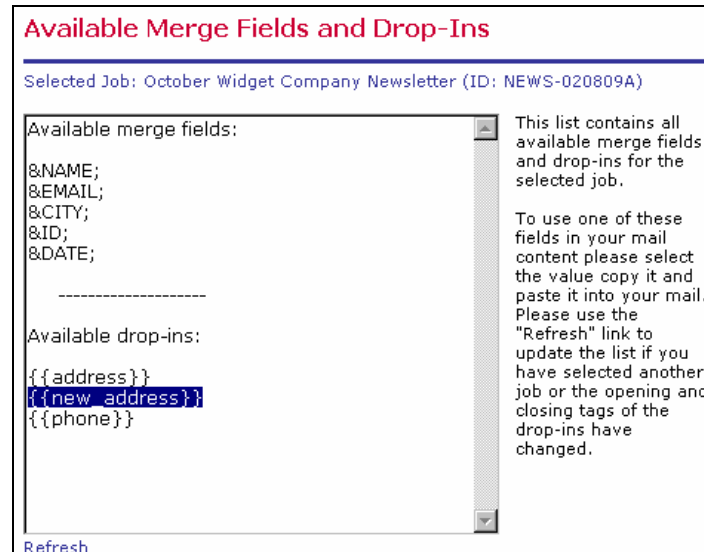 Available Merge Fields and Drop-Ins
Selected Job: October Widget Company Newsletter (ID: NEWS-020809A)
Available merge fields:
&NAME;
&EMAIL;
&CITY;
&ID;
&DATE;
--------------------
Available drop-ins:
{{address}}
{{new_address}}
{{phone}}
Refresh
This list contains all
available merge fields
and drop-ins for the
selected job.
To use one of these
fields in your mail
content please select
the value copy it and
paste it into your mail.
Please use the
"Refresh" link to
update the list if you
have selected another
job or the opening and
closing tags of the
drop-ins have
changed.